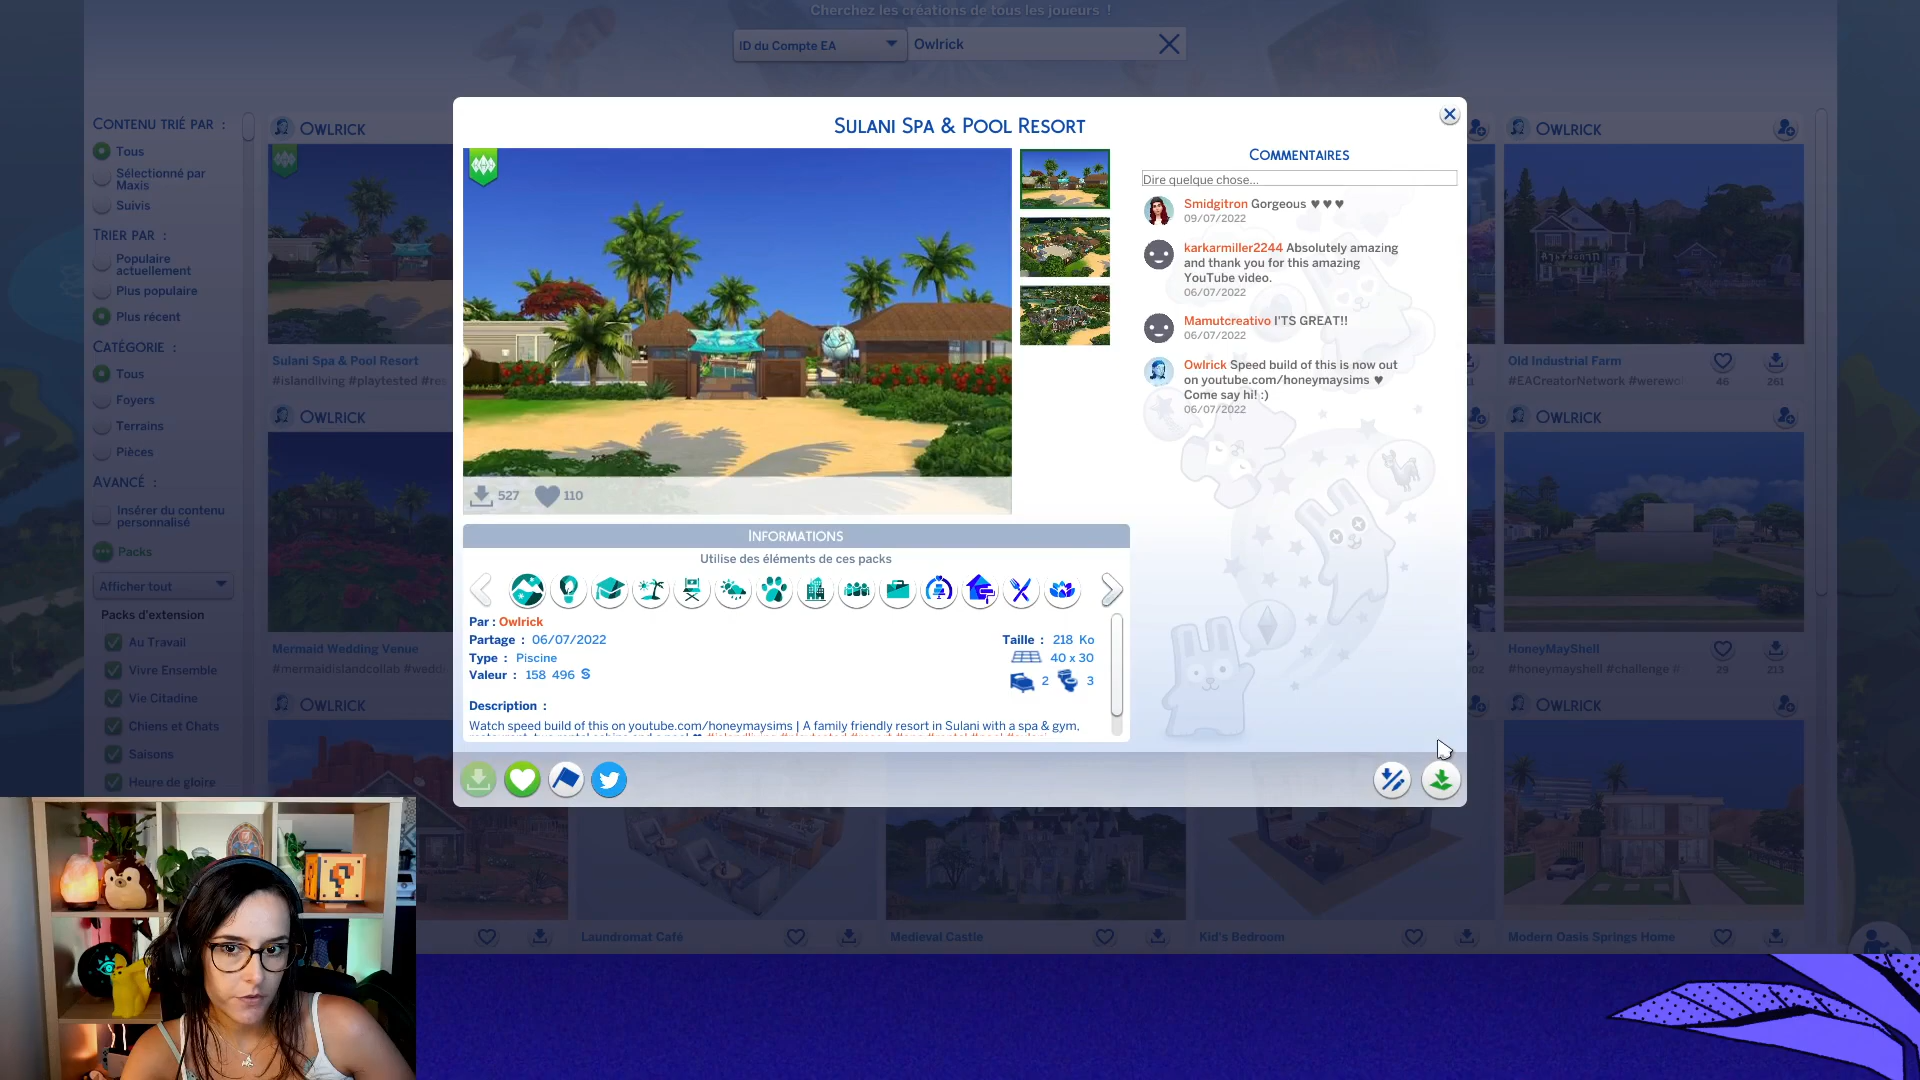 Cherchez les créations de tous les joueurs !
ID du Compte EA
Owlrick
CONTENU TRIÉ PAR :
Tous
Sélectionné par
Maxis
Suivis
TRIER PAR :
Populaire
actuellement
Plus populaire
Plus récent
CATÉGORIE :
Tous
Foyers
Terrains
Pièces
AVANCÉ :
Insérer du contenu
personnalisé
Packs
Afficher tout
Packs d'extension
Au Travail
Vivre Ensemble
Vie Citadine
Chiens et Chats
Saisons
Heure de gloire
OWLRICK
Sulani Spa & Pool Resort
#islandliving #playtested #res
OWLRICK
Mermaid Wedding Venue
#mermaidislandcollab #wedd
OWLRICK
SULANI SPA & POOL RESORT
527
110
INFORMATIONS
Utilise des éléments de ces packs
Par : Owlrick
Partage : 06/07/2022
Type : Piscine
Valeur : 158 496 §
Taille : 218 Ko
40 x 30
2
3
Description :
Watch speed build of this on youtube.com/honeymaysims | A family friendly resort in Sulani with a spa & gym,
COMMENTAIRES
Dire quelque chose...
Smidgitron Gorgeous ♥ ♥ ♥
09/07/2022
karkarmiller2244 Absolutely amazing
and thank you for this amazing
YouTube video.
06/07/2022
Mamutcreativo I'TS GREAT!!
06/07/2022
Owlrick Speed build of this is now out
on youtube.com/honeymaysims ♥
Come say hi! :)
06/07/2022
OWLRICK
Old Industrial Farm
#EACreatorNetwork #werewo
46
261
OWLRICK
HoneyMayShell
#honeymayshell #challenge #
29
213
OWLRICK
Laundromat Café
Medieval Castle
Kid's Bedroom
Modern Oasis Springs Home